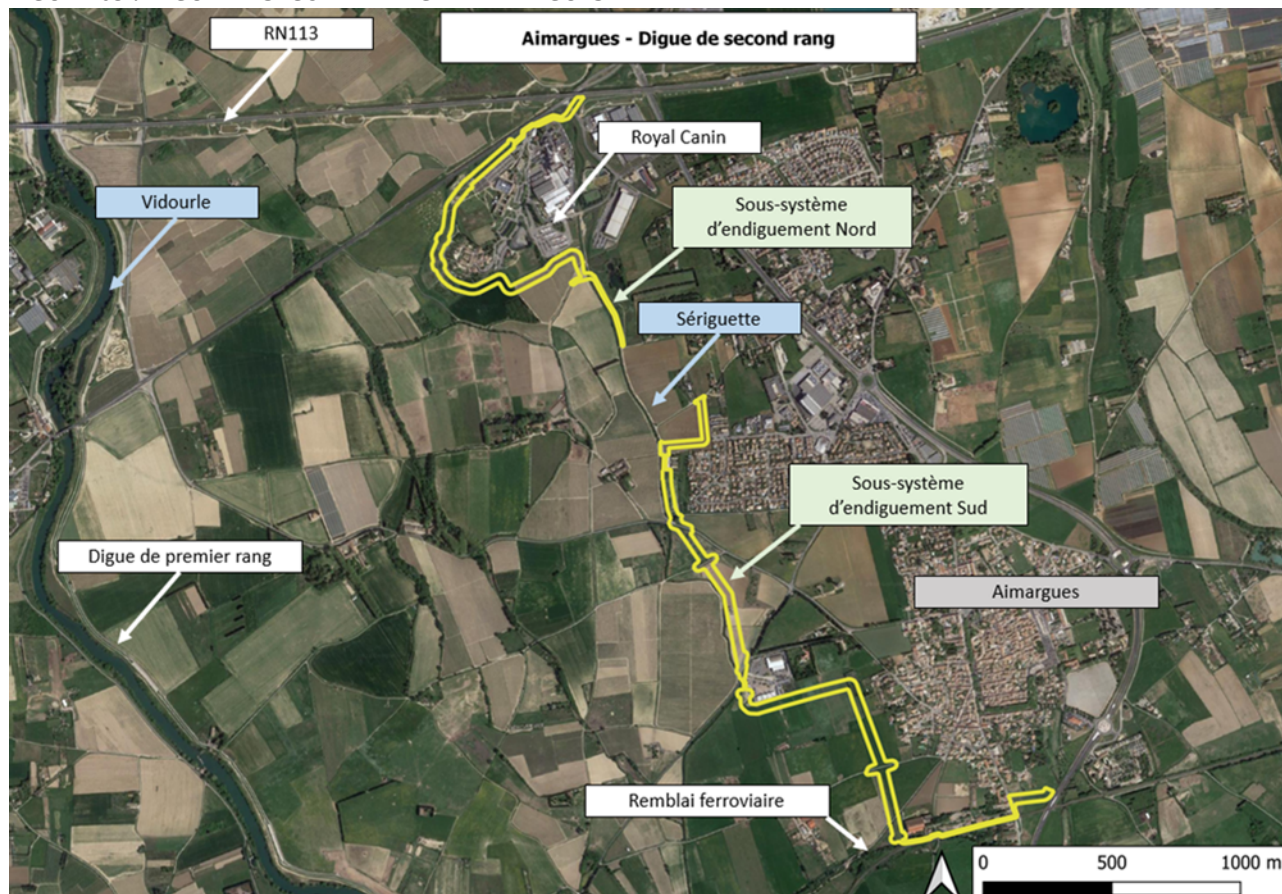 RN113
Aimargues - Digue de second rang
Royal Canin
Vidourle
Sous-système
d'endiguement Nord
Sériguette
Sous-système
d'endiguement Sud
Digue de premier rang
Aimargues
Remblai ferroviaire
0 500 1000 m